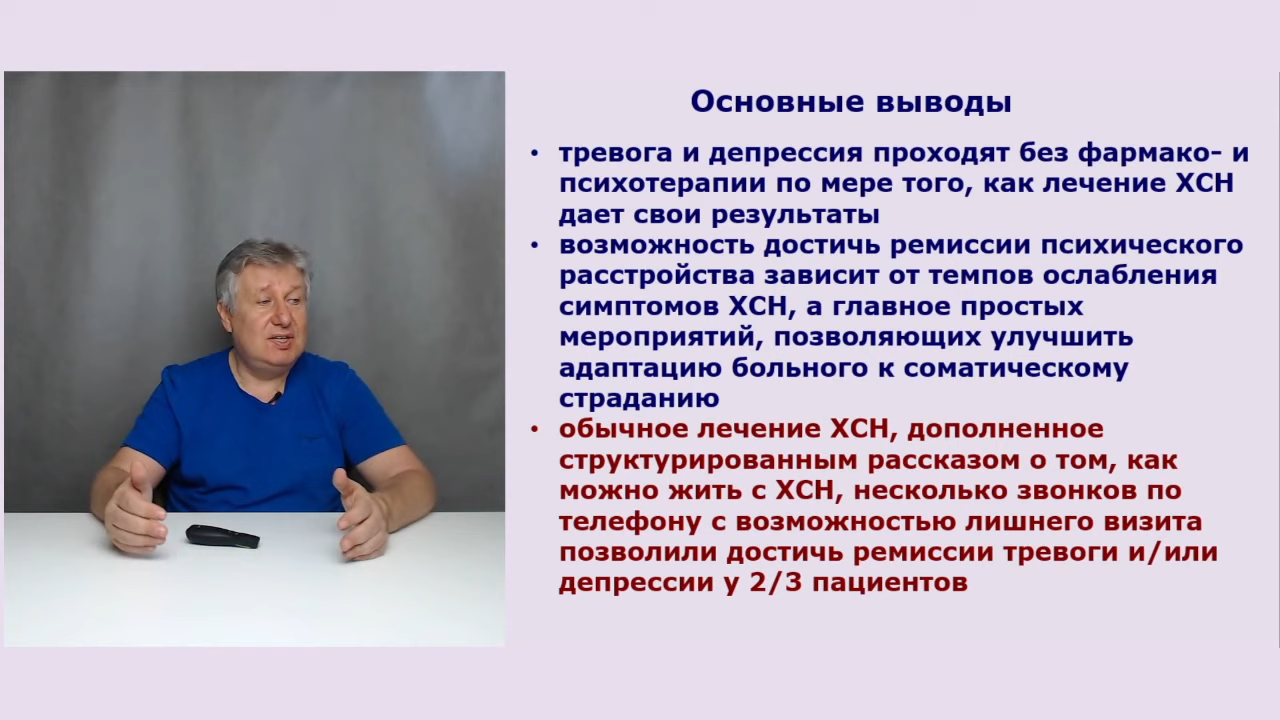 Основные выводы
• тревога и депрессия проходят без фармако- и
психотерапии по мере того, как лечение ХСН
дает свои результаты
• возможность достичь ремиссии психического
расстройства зависит от темпов ослабления
симптомов ХСН, а главное простых
мероприятий, позволяющих улучшить
адаптацию больного к соматическому
страданию
• обычное лечение ХСН, дополненное
структурированным рассказом о том, как
можно жить с ХСН, несколько звонков по
телефону с возможностью лишнего визита
позволили достичь ремиссии тревоги и/или
депрессии у 2/3 пациентов